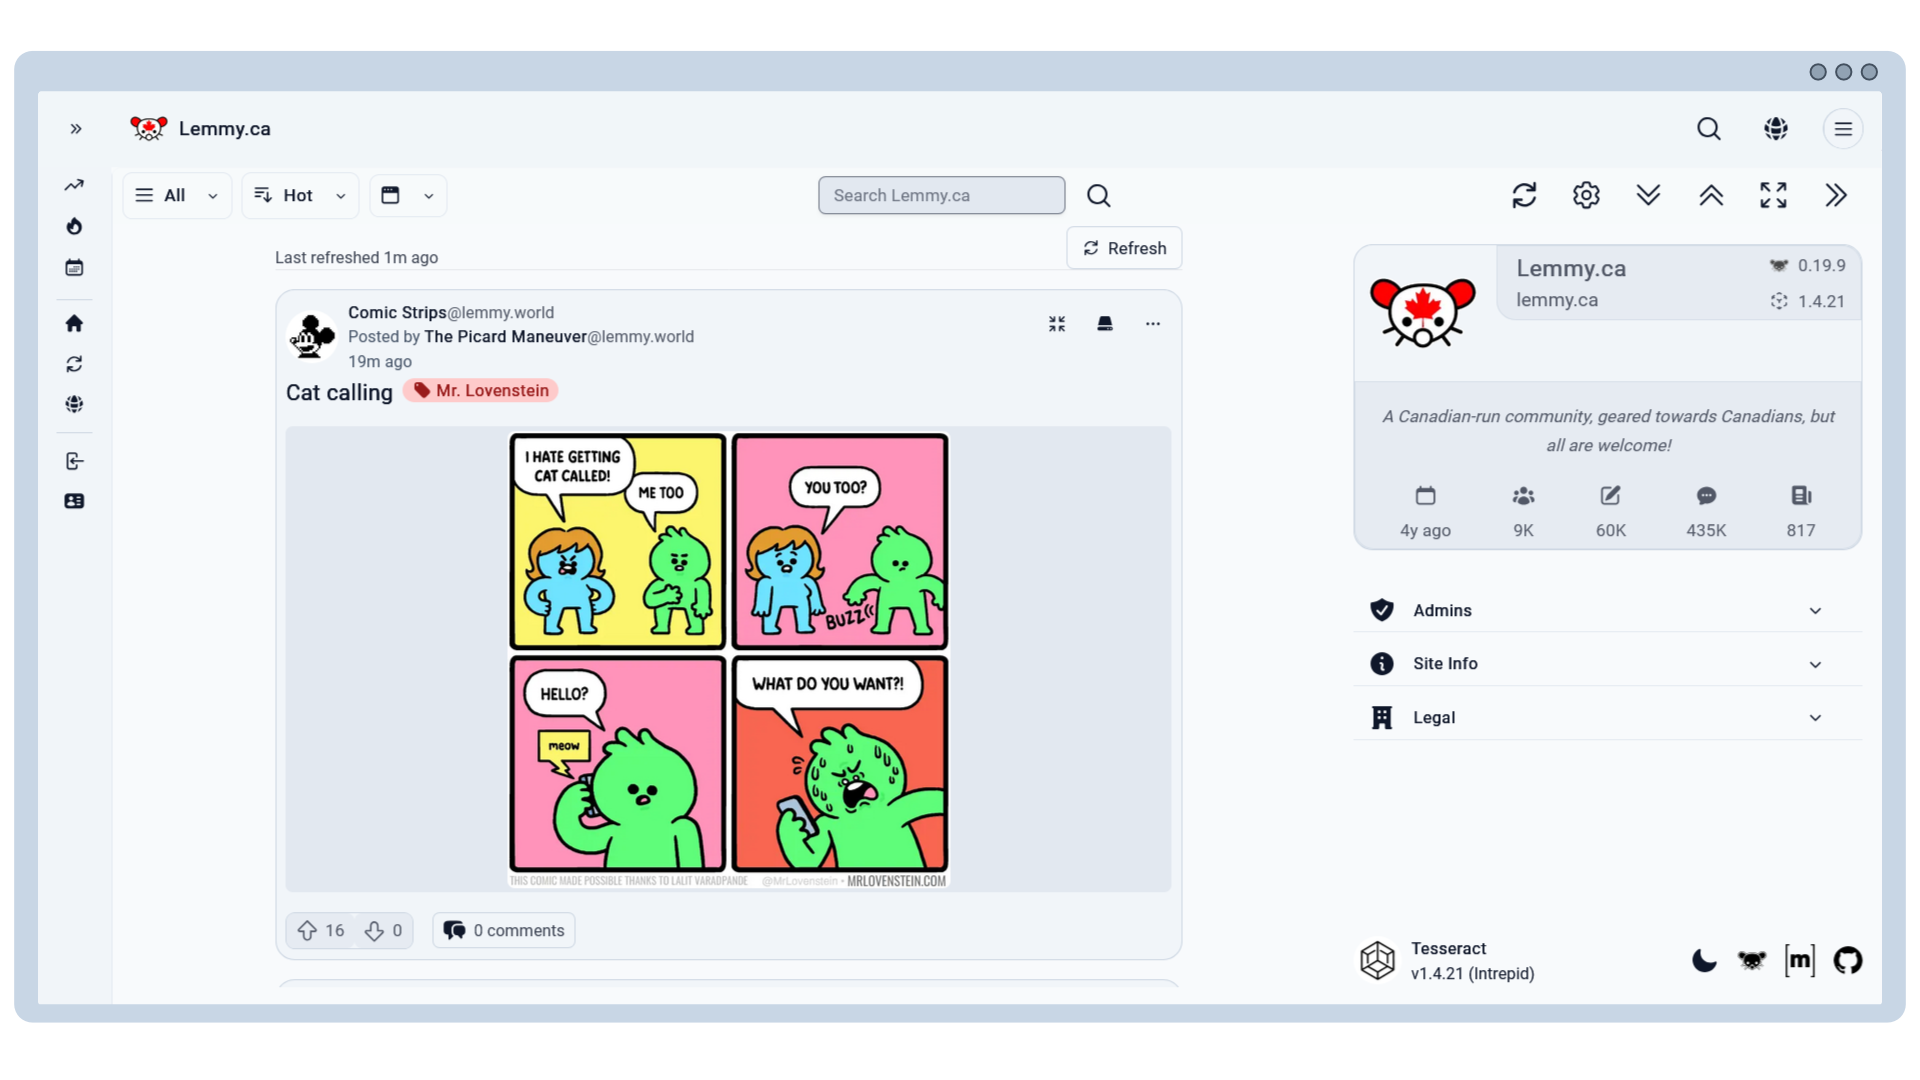 Lemmy.ca
All
Hot
Search Lemmy.ca
Last refreshed 1m ago
Refresh
Comic Strips@lemmy.world
Posted by The Picard Maneuver@lemmy.world
19m ago
Cat calling
Mr. Lovenstein
I HATE GETTING
CAT CALLED!
ME TOO
YOU TOO?
BUZZ
HELLO?
meow
WHAT DO YOU WANT?!
THIS COMIC MADE POSSIBLE THANKS TO LALIT VARADPANDE @MrLovenstein • MRLOVENSTEIN.COM
16
0
0 comments
Lemmy.ca
0.19.9
lemmy.ca
1.4.21
A Canadian-run community, geared towards Canadians, but
all are welcome!
4y ago
9K
60K
435K
817
Admins
Site Info
Legal
Tesseract
v1.4.21 (Intrepid)
[m]